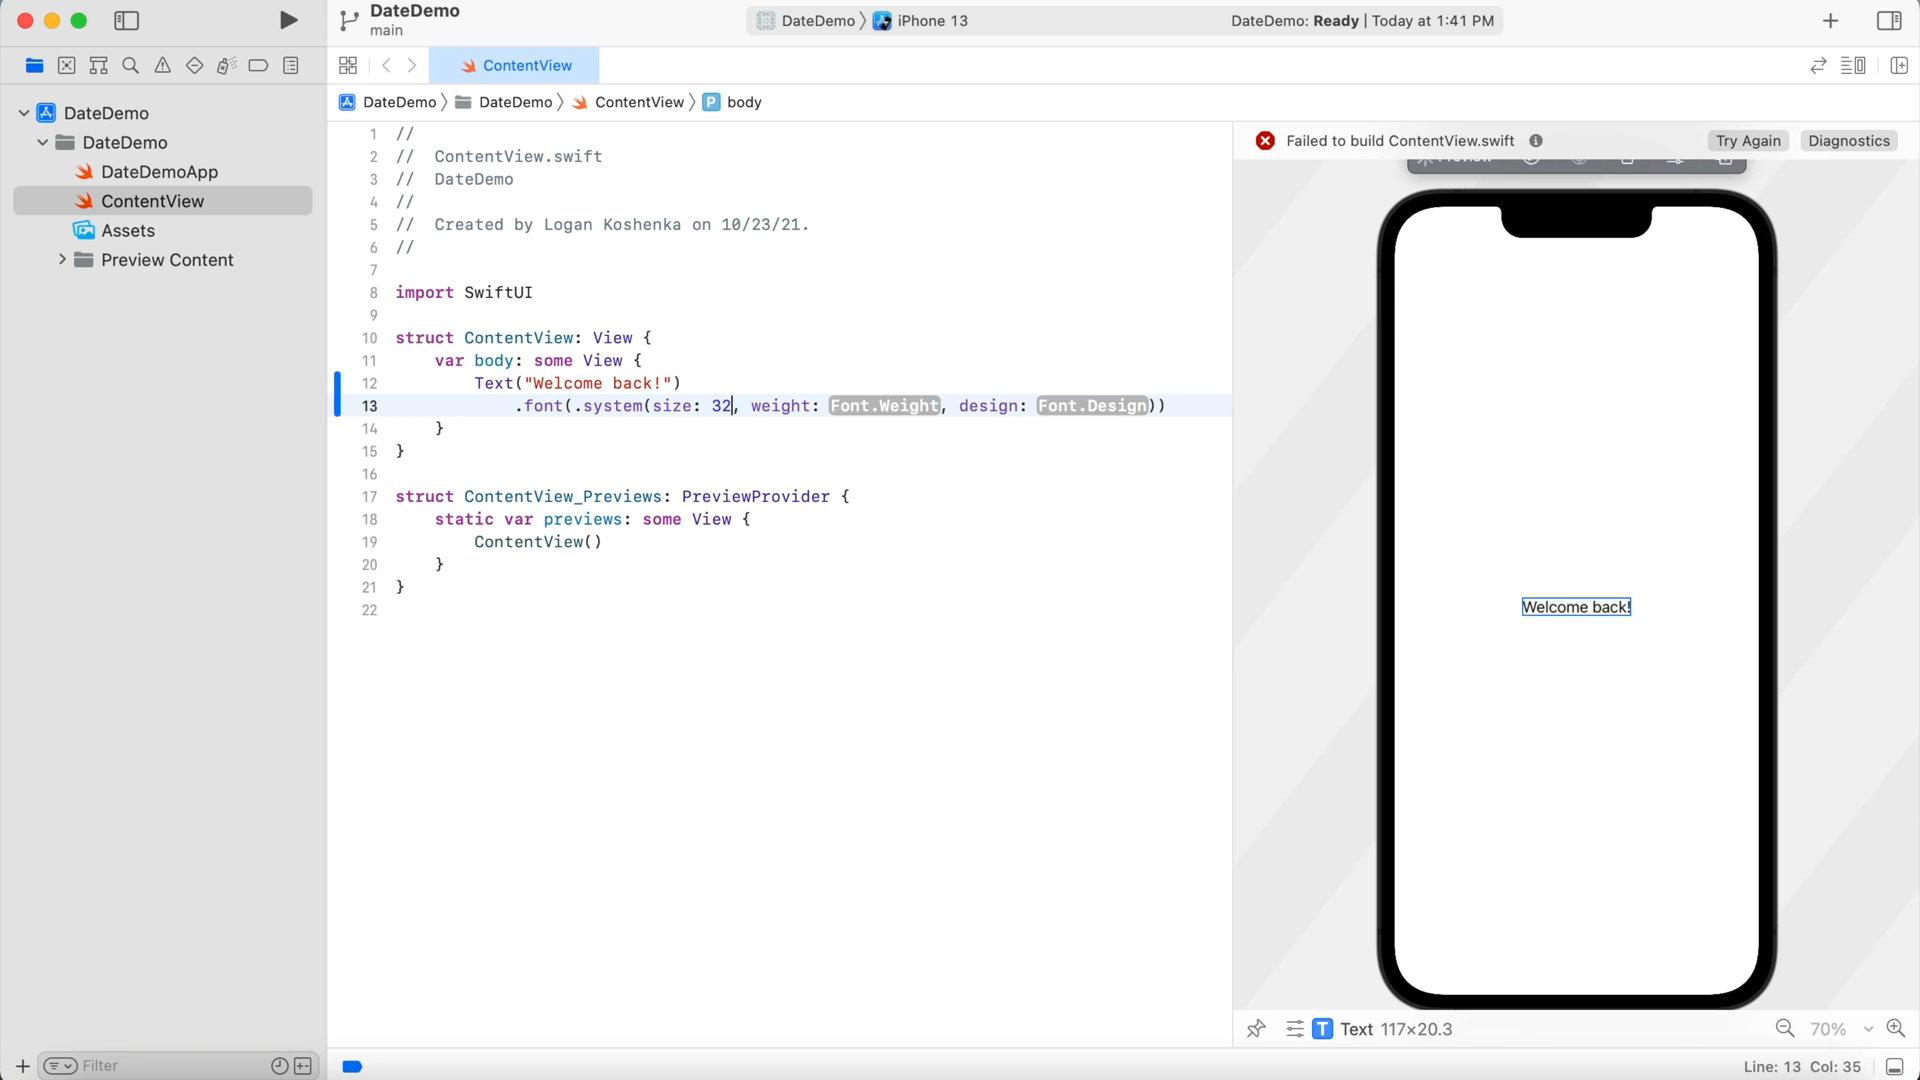 DateDemo
main
DateDemo
iPhone 13
DateDemo: Ready | Today at 1:41 PM
ContentView
DateDemo
DateDemo
ContentView
P
body
DateDemo
DateDemo
DateDemoApp
ContentView
Assets
Preview Content
1 //
2 // ContentView.swift
3 // DateDemo
4 //
5 // Created by Logan Koshenka on 10/23/21.
6 //
7
8 import SwiftUI
9
10 struct ContentView: View {
11 var body: some View {
12 Text("Welcome back!")
13 .font(.system(size: 32, weight: Font.Weight, design: Font.Design))
14 }
15 }
16
17 struct ContentView_Previews: PreviewProvider {
18 static var previews: some View {
19 ContentView()
20 }
21 }
22
Failed to build ContentView.swift
Try Again
Diagnostics
Preview
Welcome back!
T
Text 117×20.3
70%
Filter
Line: 13 Col: 35